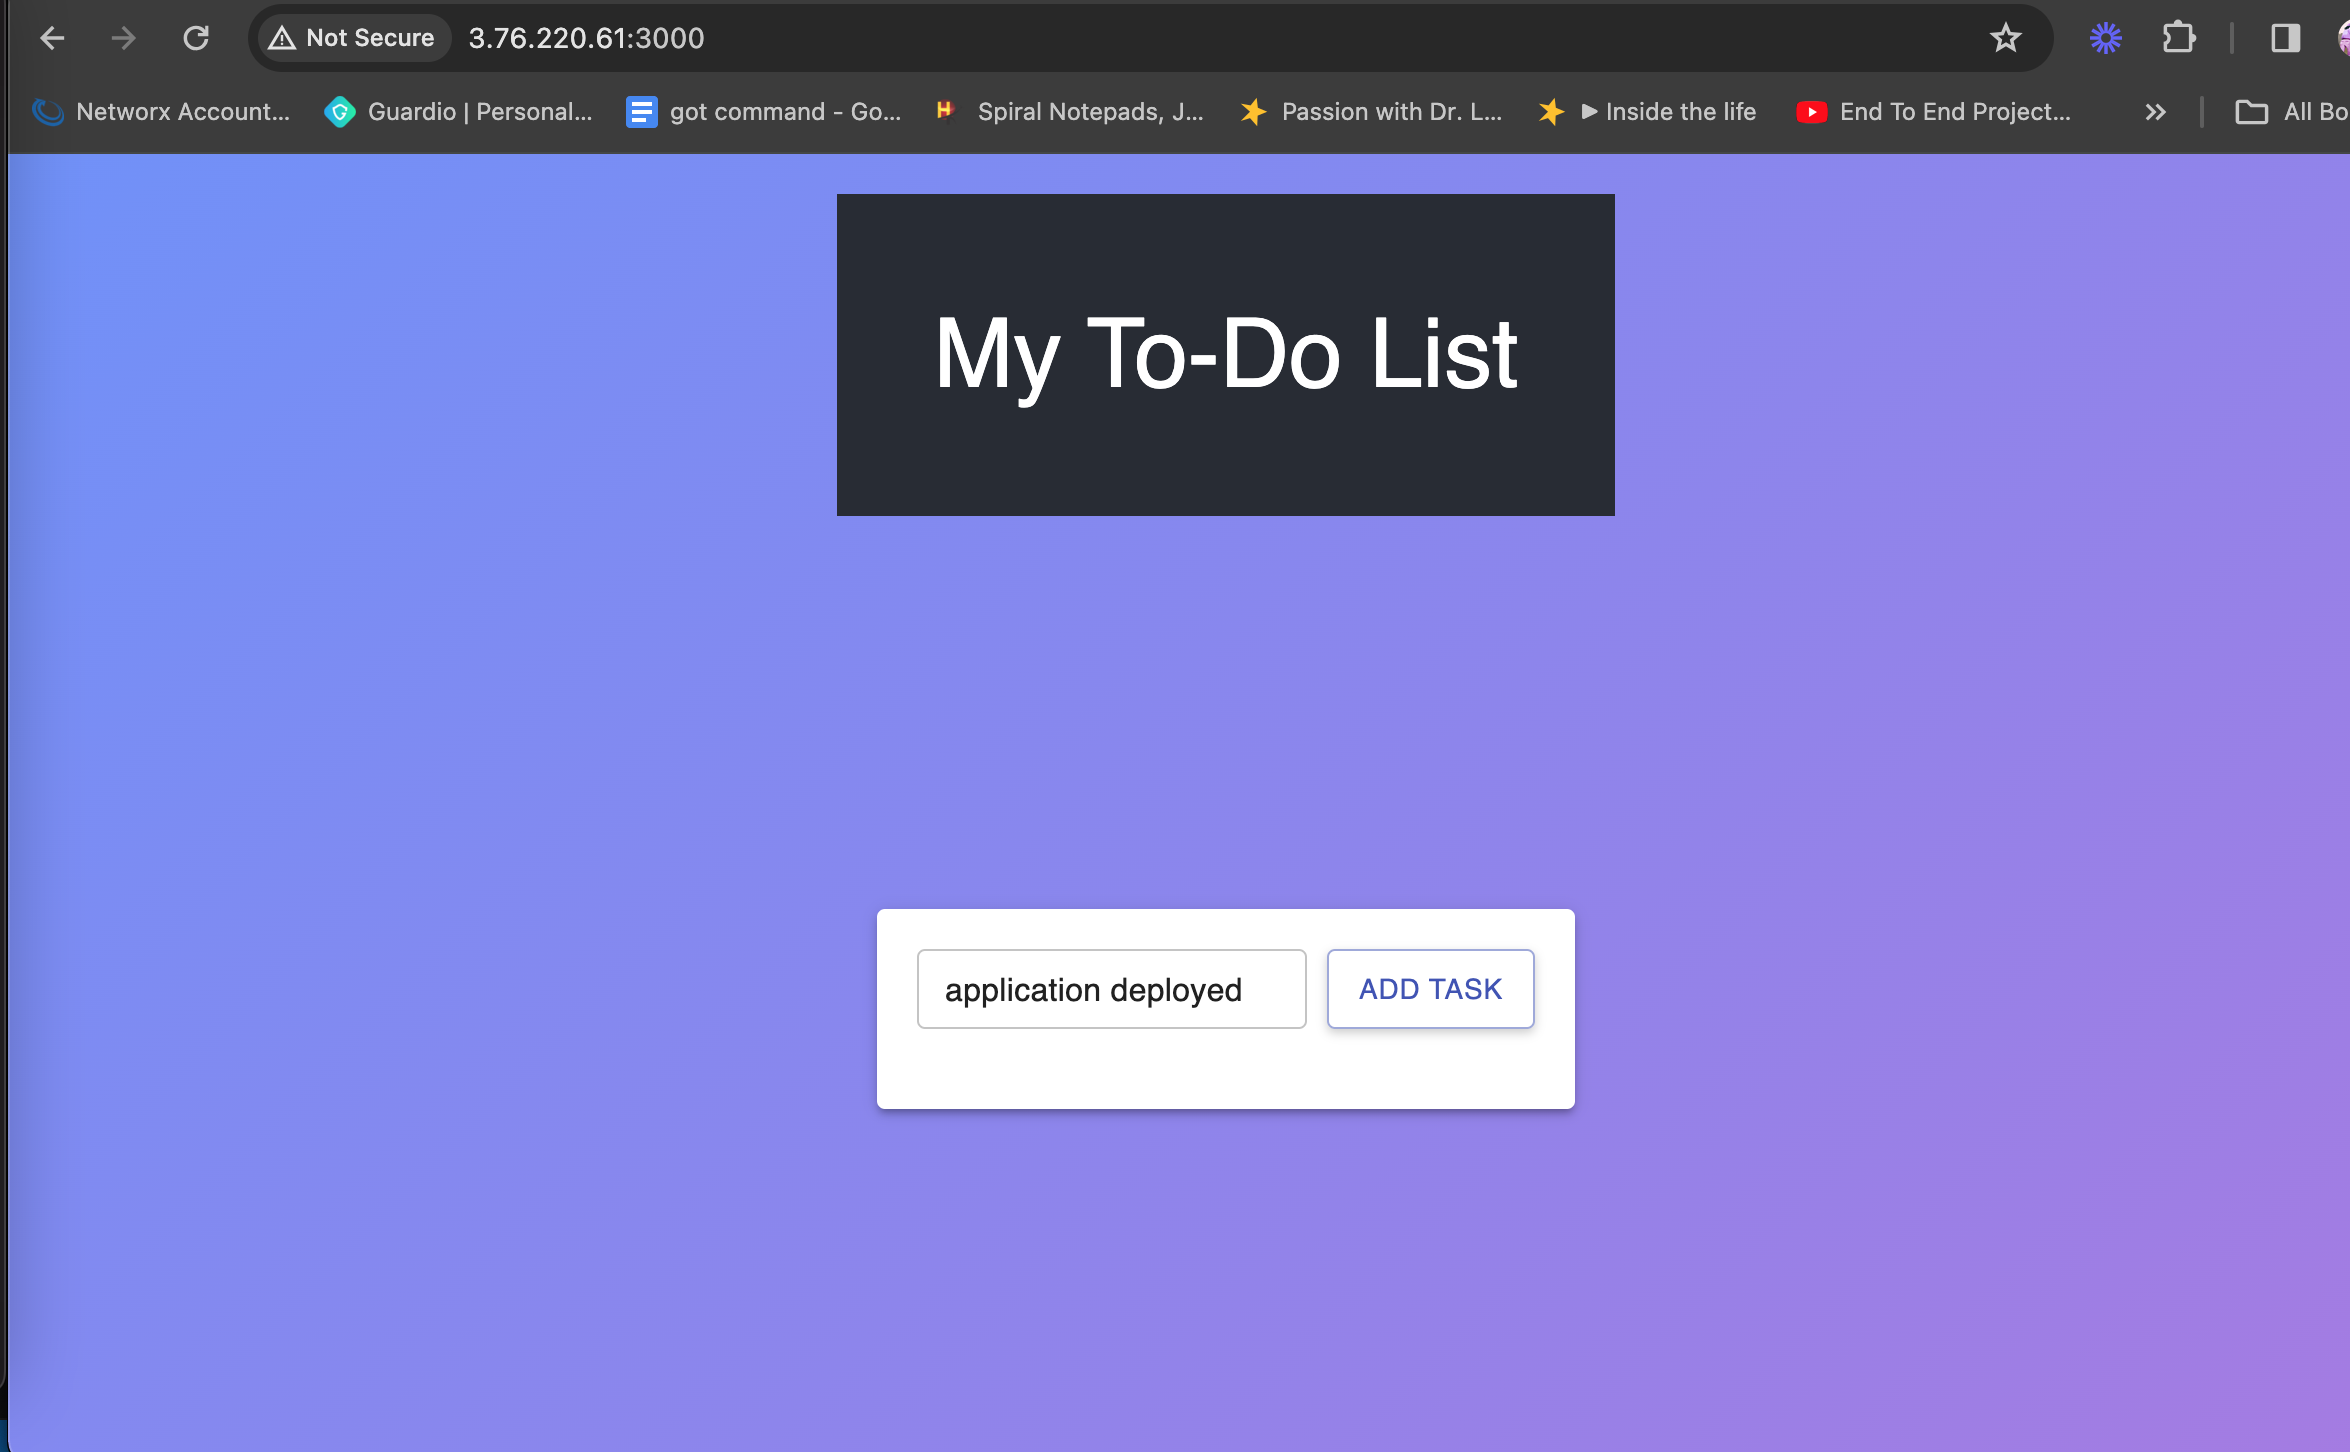 Not Secure 3.76.220.61:3000
Networx Account... Guardio | Personal... got command - Go... H Spiral Notepads, J... Passion with Dr. L... ▶ Inside the life End To End Project... » All Bo
My To-Do List
application deployed ADD TASK